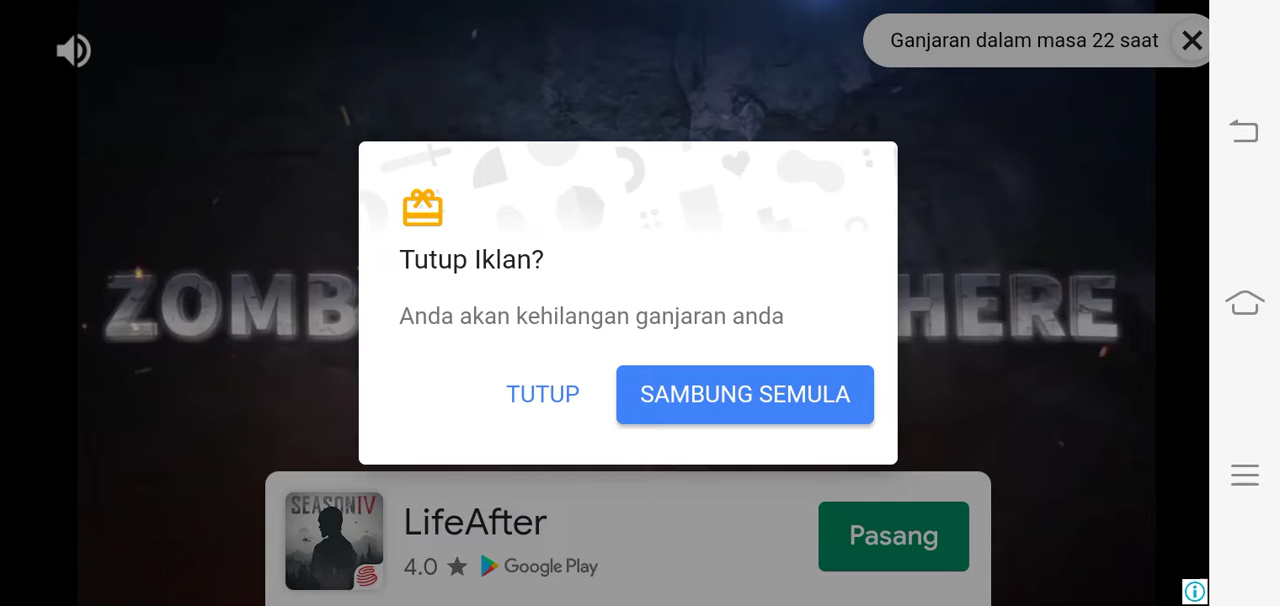 Ganjaran dalam masa 22 saat
Tutup Iklan?
Anda akan kehilangan ganjaran anda
TUTUP
SAMBUNG SEMULA
ZOMB
HERE
SEASON IV
LifeAfter
4.0 ★ Google Play
Pasang